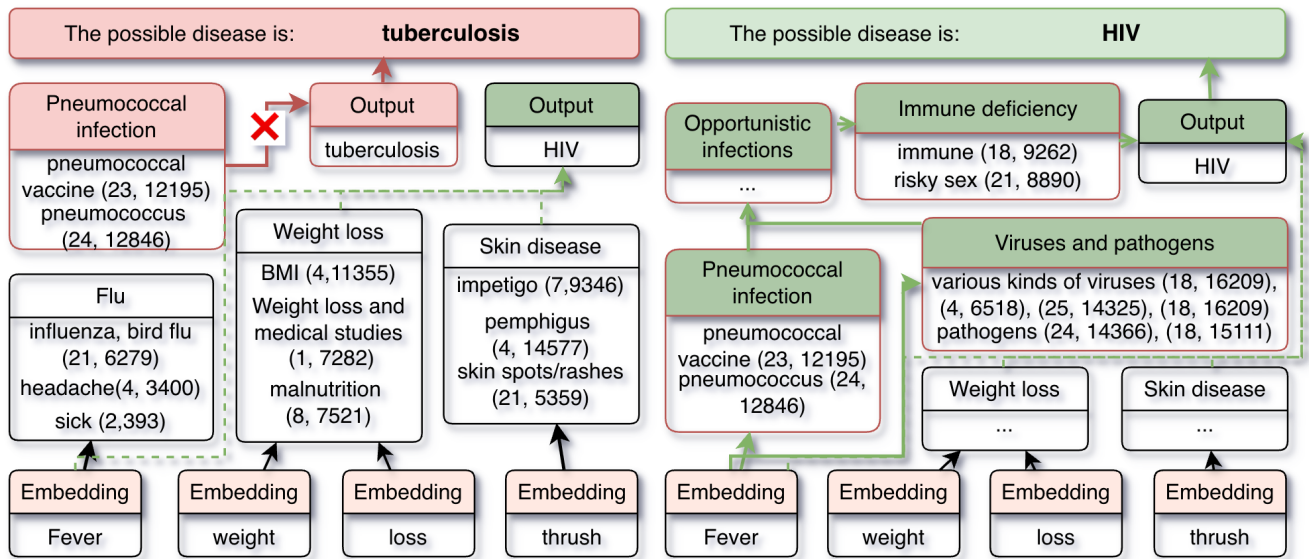 The possible disease is: tuberculosis
Pneumococcal
infection
pneumococcal
vaccine (23, 12195)
pneumococcus
(24, 12846)
Output
tuberculosis
Output
HIV
Flu
influenza, bird flu
(21, 6279)
headache(4, 3400)
sick (2,393)
Weight loss
BMI (4,11355)
Weight loss and
medical studies
(1, 7282)
malnutrition
(8, 7521)
Skin disease
impetigo (7,9346)
pemphigus
(4, 14577)
skin spots/rashes
(21, 5359)
Embedding
Fever
Embedding
weight
Embedding
loss
Embedding
thrush
The possible disease is: HIV
Opportunistic
infections
...
Immune deficiency
immune (18, 9262)
risky sex (21, 8890)
Output
HIV
Pneumococcal
infection
pneumococcal
vaccine (23, 12195)
pneumococcus (24,
12846)
Viruses and pathogens
various kinds of viruses (18, 16209),
(4, 6518), (25, 14325), (18, 16209)
pathogens (24, 14366), (18, 15111)
Weight loss
...
Skin disease
...
Embedding
Fever
Embedding
weight
Embedding
loss
Embedding
thrush